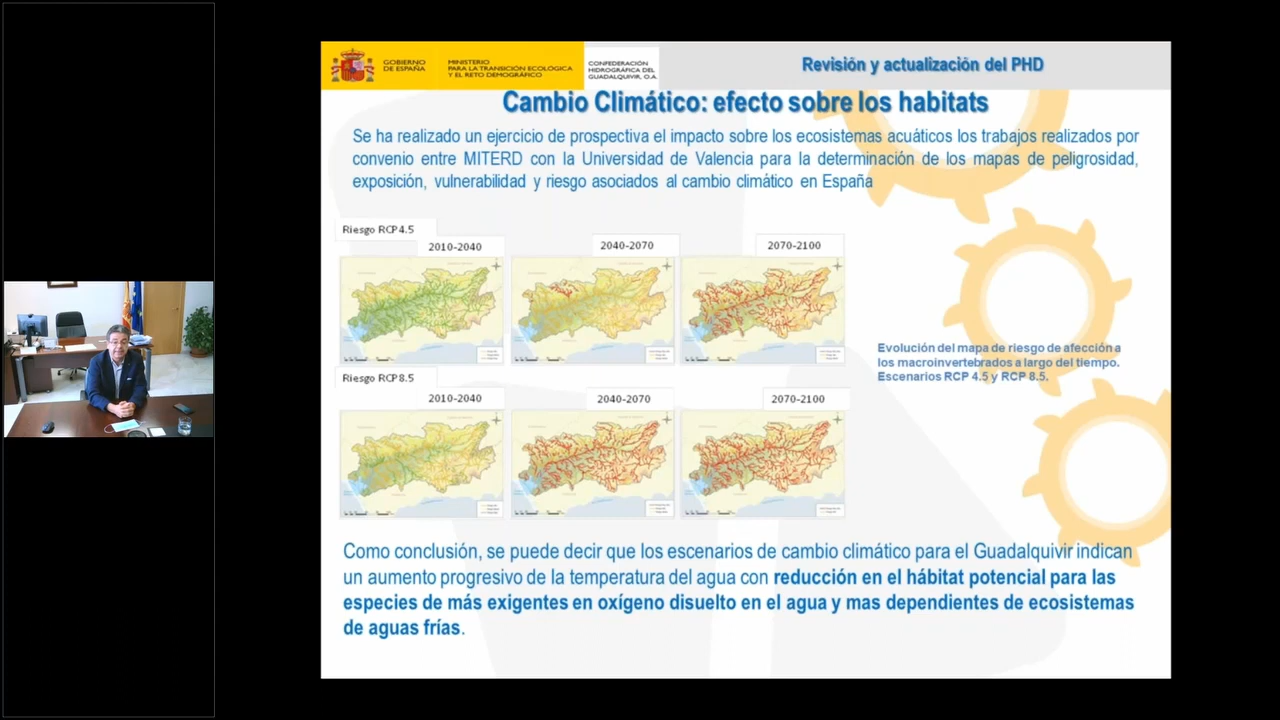 GOBIERNO
DE ESPAÑA
MINISTERIO
PARA LA TRANSICIÓN ECOLÓGICA
Y EL RETO DEMOGRÁFICO
CONFEDERACIÓN
HIDROGRÁFICA DEL
GUADALQUIVIR, O.A.
Revisión y actualización del PHD
Cambio Climático: efecto sobre los habitats
Se ha realizado un ejercicio de prospectiva el impacto sobre los ecosistemas acuáticos los trabajos realizados por
convenio entre MITERD con la Universidad de Valencia para la determinación de los mapas de peligrosidad,
exposición, vulnerabilidad y riesgo asociados al cambio climático en España
Riesgo RCP 4.5
2010-2040
2040-2070
2070-2100
Riesgo RCP 8.5
2010-2040
2040-2070
2070-2100
Evolución del mapa de riesgo de afección a
los macroinvertebrados a largo del tiempo.
Escenarios RCP 4.5 y RCP 8.5.
Como conclusión, se puede decir que los escenarios de cambio climático para el Guadalquivir indican
un aumento progresivo de la temperatura del agua con reducción en el hábitat potencial para las
especies de más exigentes en oxígeno disuelto en el agua y mas dependientes de ecosistemas
de aguas frías.